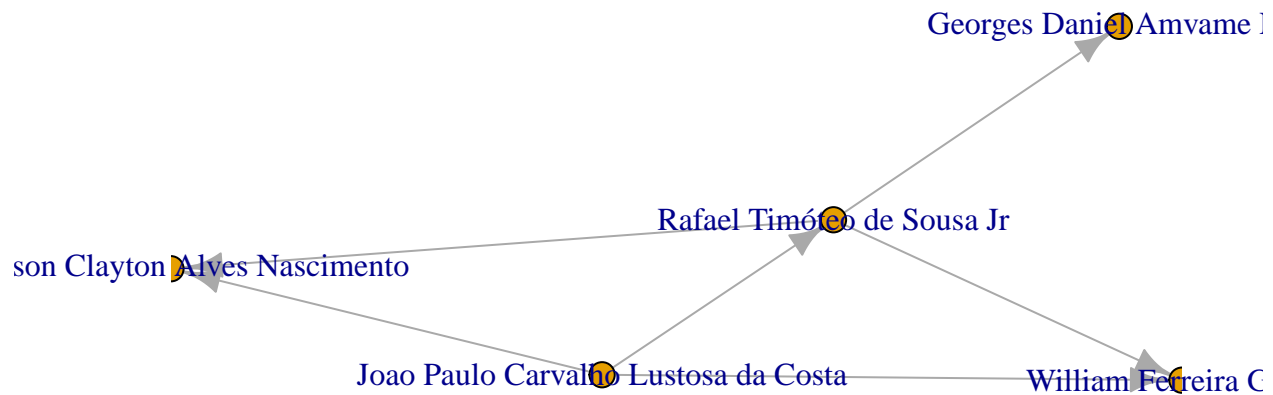 Georges Daniel Amvame
Rafael Timóteo de Sousa Jr
son Clayton Alves Nascimento
Joao Paulo Carvalho Lustosa da Costa
William Ferreira G